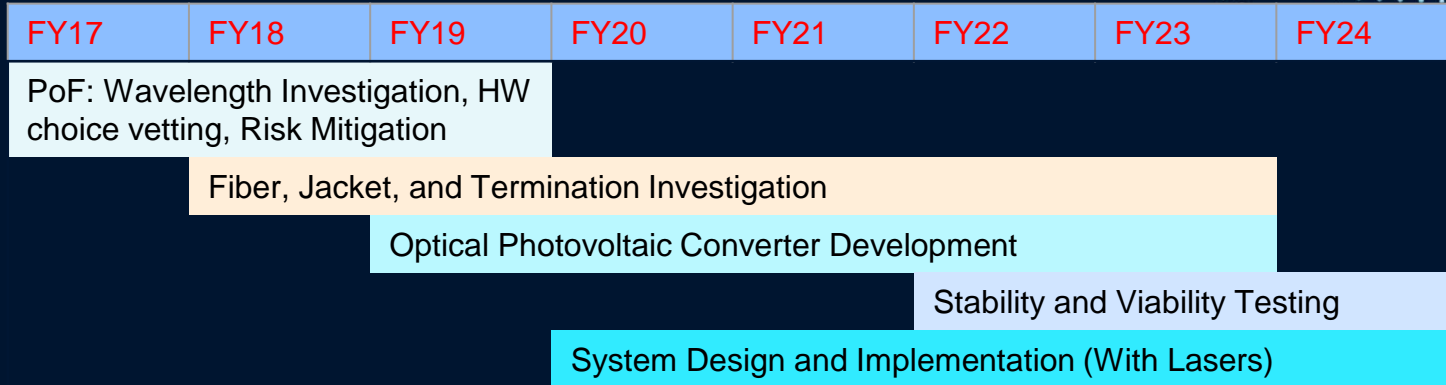 FY17 FY18 FY19 FY20 FY21 FY22 FY23 FY24
PoF: Wavelength Investigation, HW
choice vetting, Risk Mitigation
Fiber, Jacket, and Termination Investigation
Optical Photovoltaic Converter Development
Stability and Viability Testing
System Design and Implementation (With Lasers)